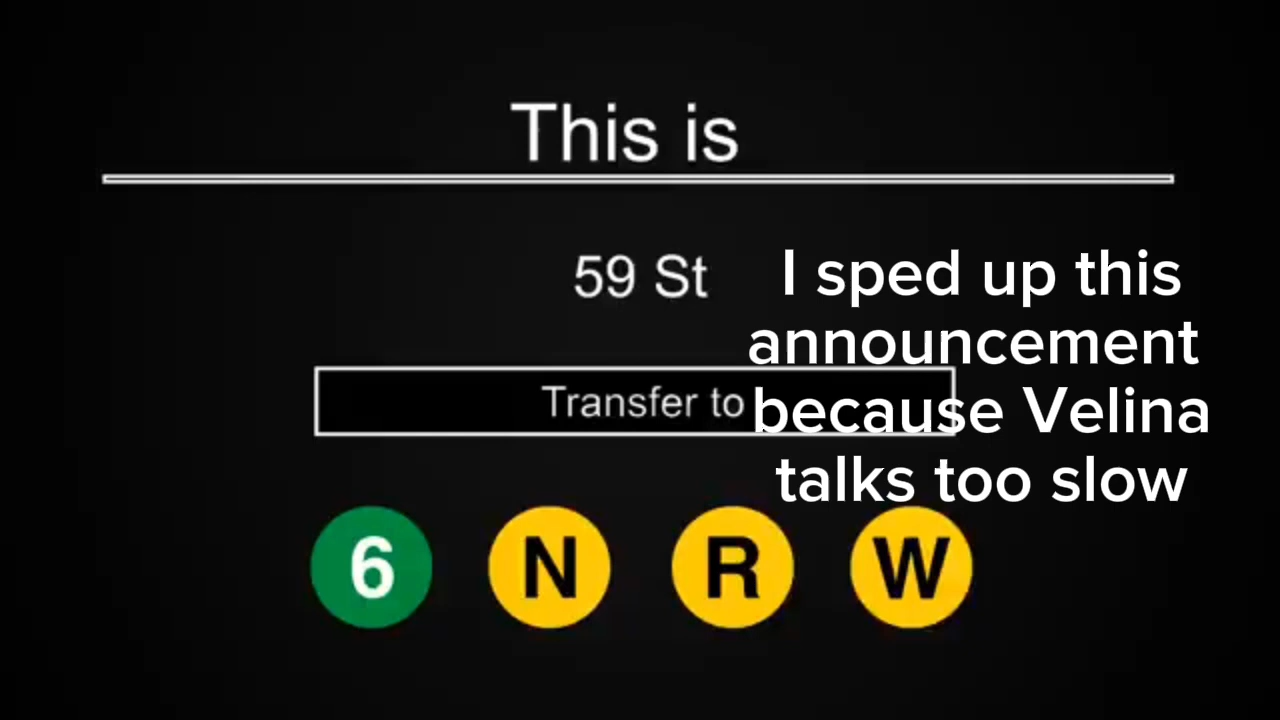 This is
59 St
Transfer to
6 N R W
I sped up this
announcement
because Velina
talks too slow